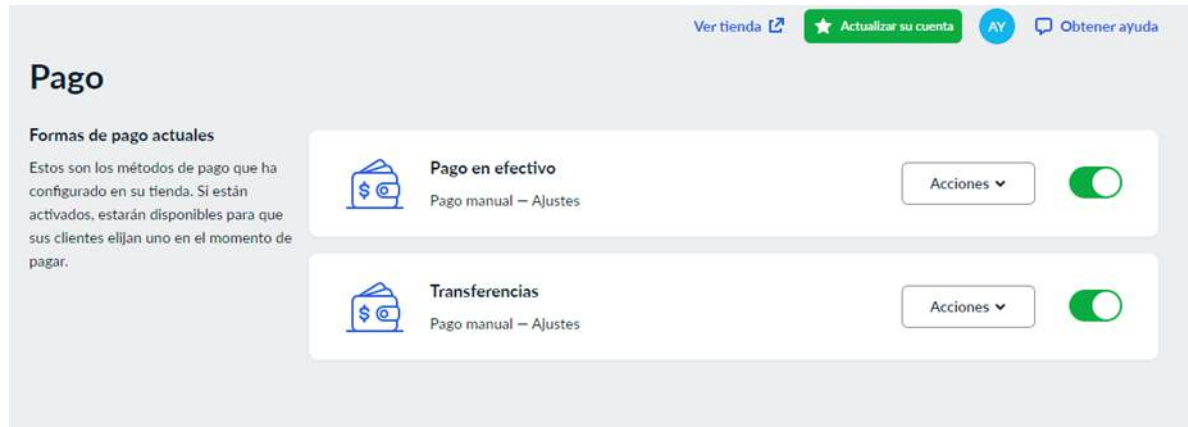 Ver tienda
Actualizar su cuenta
AY
Obtener ayuda
Pago
Formas de pago actuales
Estos son los métodos de pago que ha
configurado en su tienda. Si están
activados, estarán disponibles para que
sus clientes elijan uno en el momento de
pagar.
$
Pago en efectivo
Pago manual — Ajustes
Acciones
$
Transferencias
Pago manual — Ajustes
Acciones